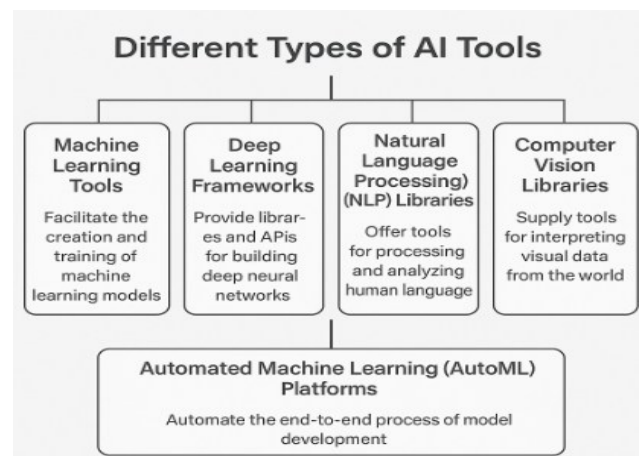 Different Types of AI Tools
Machine
Learning
Tools
Facilitate the
creation and
training of
machine
learning models
Deep
Learning
Frameworks
Provide librar-
es and APIs
for building
deep neural
networks
Natural
Language
Processing)
(NLP) Libraries
Offer tools
for processing
and analyzing
human language
Computer
Vision
Libraries
Supply tools
for interpreting
visual data
from the world
Automated Machine Learning (AutoML)
Platforms
Automate the end-to-end process of model
development